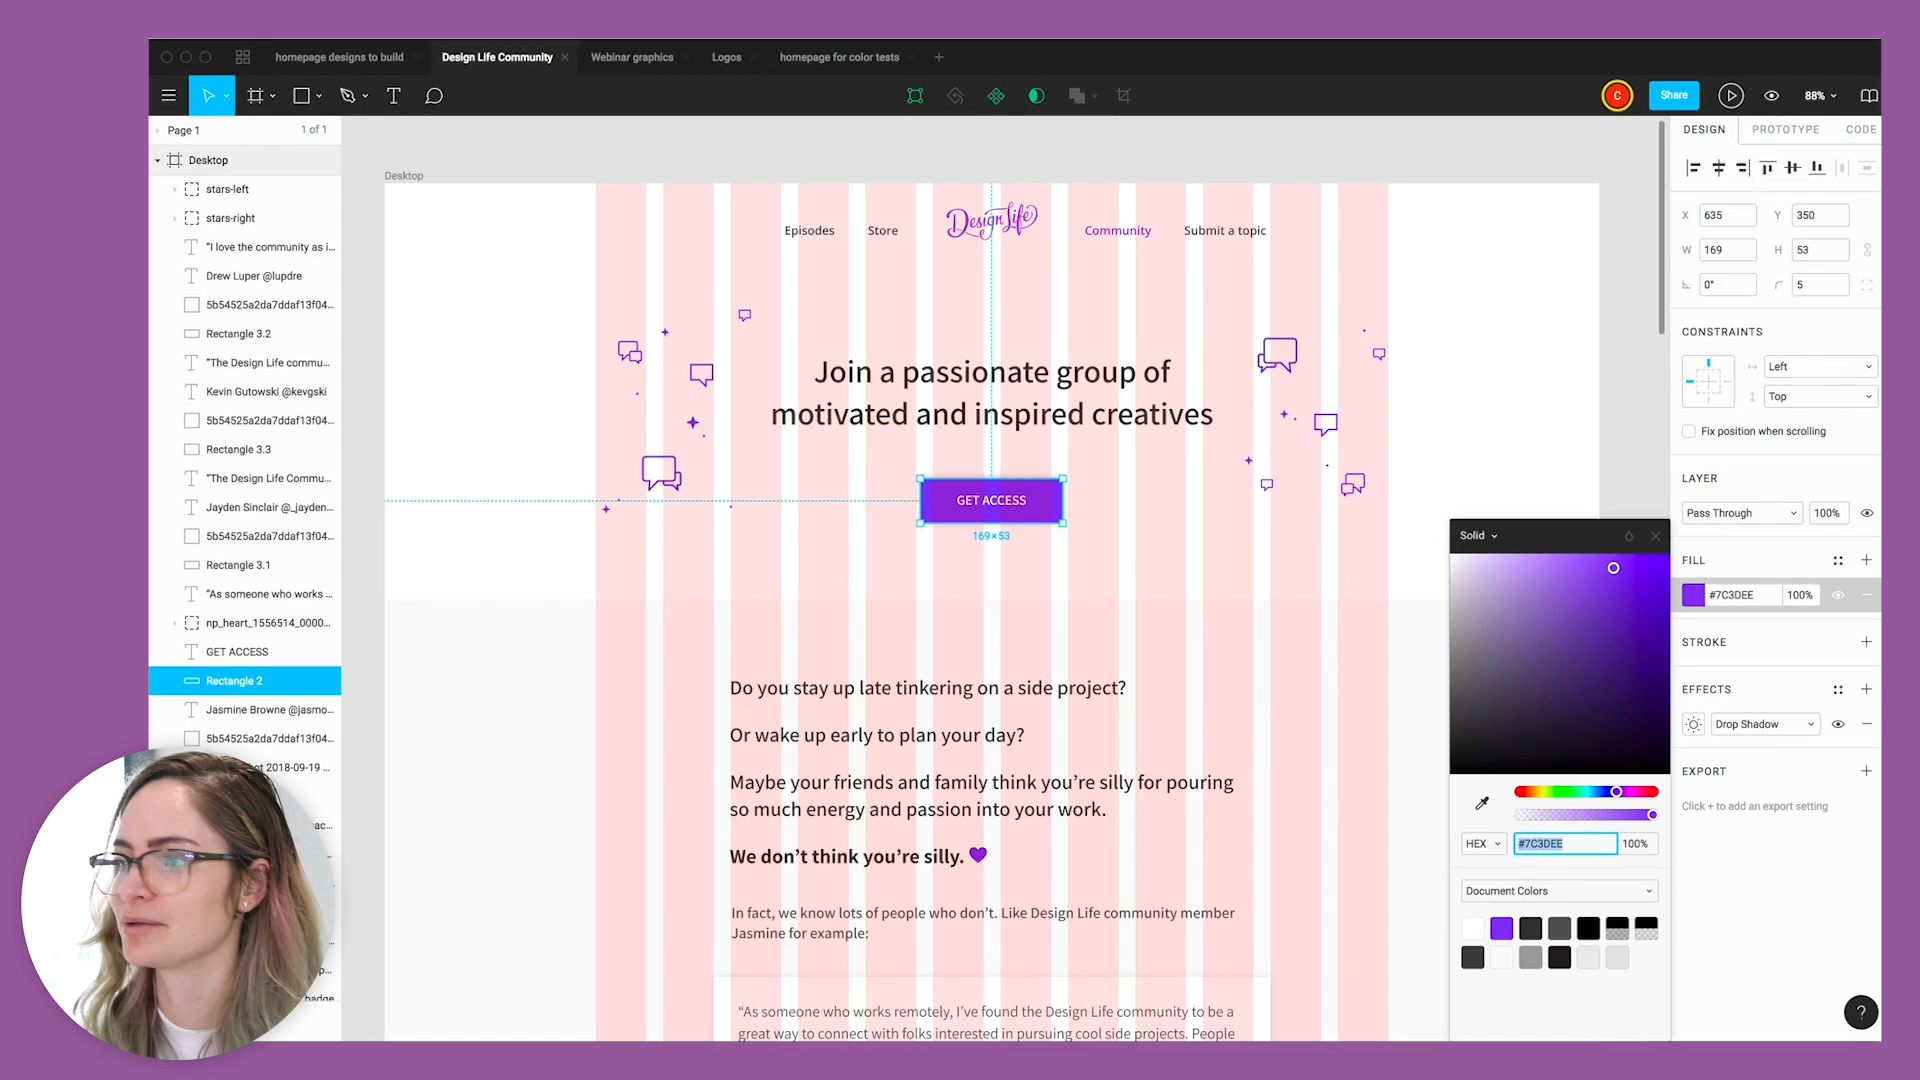 homepage designs to build
Design Life Community
Webinar graphics
Logos
homepage for color tests
C
Share
88%
Page 1
1 of 1
Desktop
stars-left
stars-right
"I love the community as i...
Drew Luper @lupdre
5b54525a2da7ddaf13f04...
Rectangle 3.2
"The Design Life commu...
Kevin Gutowski @kevgski
5b54525a2da7ddaf13f04...
Rectangle 3.3
"The Design Life Commu...
Jayden Sinclair @_jayden...
5b54525a2da7ddaf13f04...
Rectangle 3.1
"As someone who works ...
np_heart_1556514_0000...
GET ACCESS
Rectangle 2
Jasmine Browne @jasmo...
5b54525a2da7ddaf13f04...
ot 2018-09-19 ...
Desktop
Episodes
Store
Design Life
Community
Submit a topic
Join a passionate group of
motivated and inspired creatives
GET ACCESS
169×53
Do you stay up late tinkering on a side project?
Or wake up early to plan your day?
Maybe your friends and family think you're silly for pouring
so much energy and passion into your work.
We don't think you're silly.
In fact, we know lots of people who don't. Like Design Life community member
Jasmine for example:
"As someone who works remotely, I've found the Design Life community to be a
great way to connect with folks interested in pursuing cool side projects. People
Solid
HEX
#7C3DEE
100%
Document Colors
DESIGN
PROTOTYPE
CODE
X 635
Y 350
W 169
H 53
0°
5
CONSTRAINTS
Left
Top
Fix position when scrolling
LAYER
Pass Through
100%
FILL
#7C3DEE
100%
STROKE
EFFECTS
Drop Shadow
EXPORT
Click + to add an export setting
?